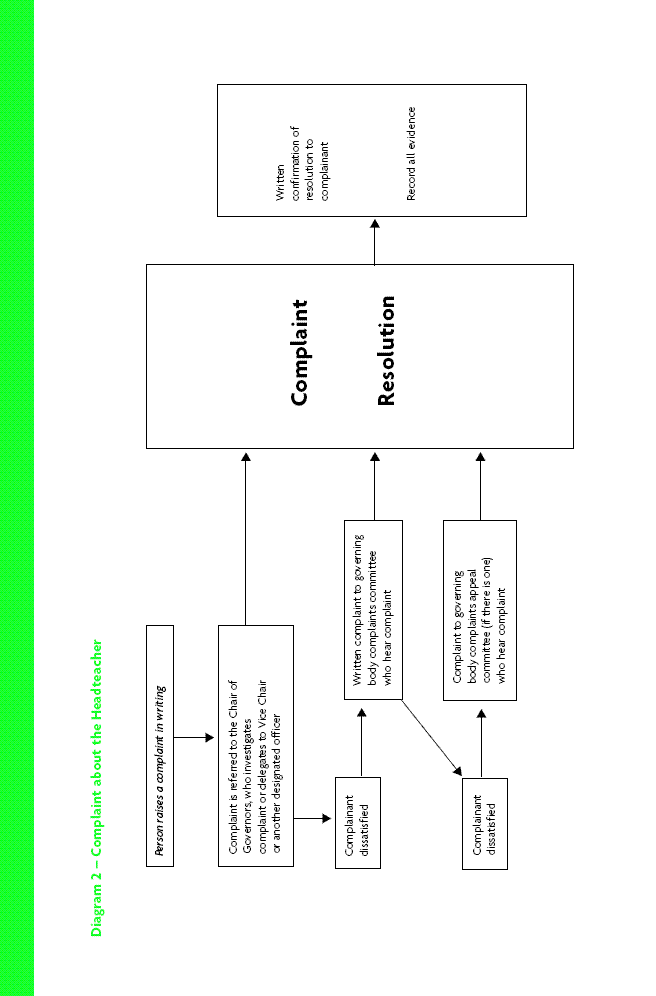 Diagram 2 – Complaint about the Headteacher
Person raises a complaint in writing
Complaint is referred to the Chair of
Governors, who investigates
complaint or delegates to Vice Chair
or another designated officer
Complainant
dissatisfied
Written complaint to governing
body complaints committee
who hear complaint
Complainant
dissatisfied
Complaint to governing
body complaints appeal
committee (if there is one)
who hear complaint
Complaint
Resolution
Written
confirmation of
resolution to
complainant
Record all evidence